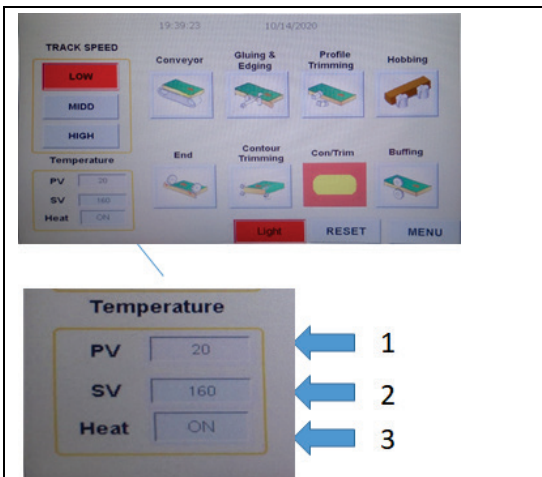 19:39:23 10/14/2020
TRACK SPEED
LOW
MIDD
HIGH
Conveyor
Gluing & Edging
Profile Trimming
Hobbing
End
Contour Trimming
Con/Trim
Buffing
Temperature
PV 20
SV 160
Heat ON
Light
RESET
MENU
Temperature
PV 20
1
SV 160
2
Heat ON
3